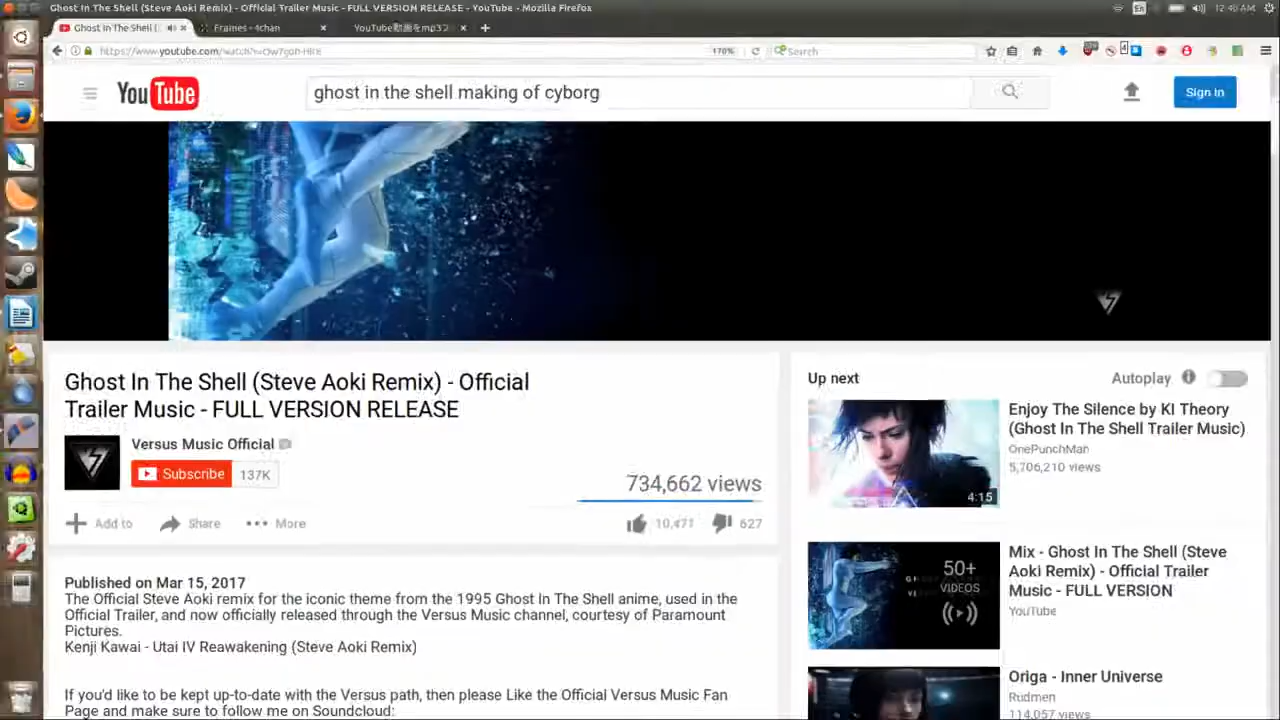 Ghost In The Shell (Steve Aoki Remix) - Official Trailer Music - FULL VERSION RELEASE - YouTube - Mozilla Firefox
En
12:46 AM
Ghost In The Shell (
Frames - 4chan
YouTube動画をmp3
170%
Search
4
YouTube
ghost in the shell making of cyborg
Sign in
Ghost In The Shell (Steve Aoki Remix) - Official
Trailer Music - FULL VERSION RELEASE
Versus Music Official
Subscribe 137K
734,662 views
Add to Share More
10,471 627
Published on Mar 15, 2017
The Official Steve Aoki remix for the iconic theme from the 1995 Ghost In The Shell anime, used in the
Official Trailer, and now officially released through the Versus Music channel, courtesy of Paramount
Pictures.
Kenji Kawai - Utai IV Reawakening (Steve Aoki Remix)
If you'd like to be kept up-to-date with the Versus path, then please Like the Official Versus Music Fan
Page and make sure to follow me on Soundcloud:
Up next
Autoplay
4:15
Enjoy The Silence by KI Theory
(Ghost In The Shell Trailer Music)
OnePunchMan
5,706,210 views
50+
VIDEOS
Mix - Ghost In The Shell (Steve
Aoki Remix) - Official Trailer
Music - FULL VERSION
YouTube
Origa - Inner Universe
Rudmen
114,057 views